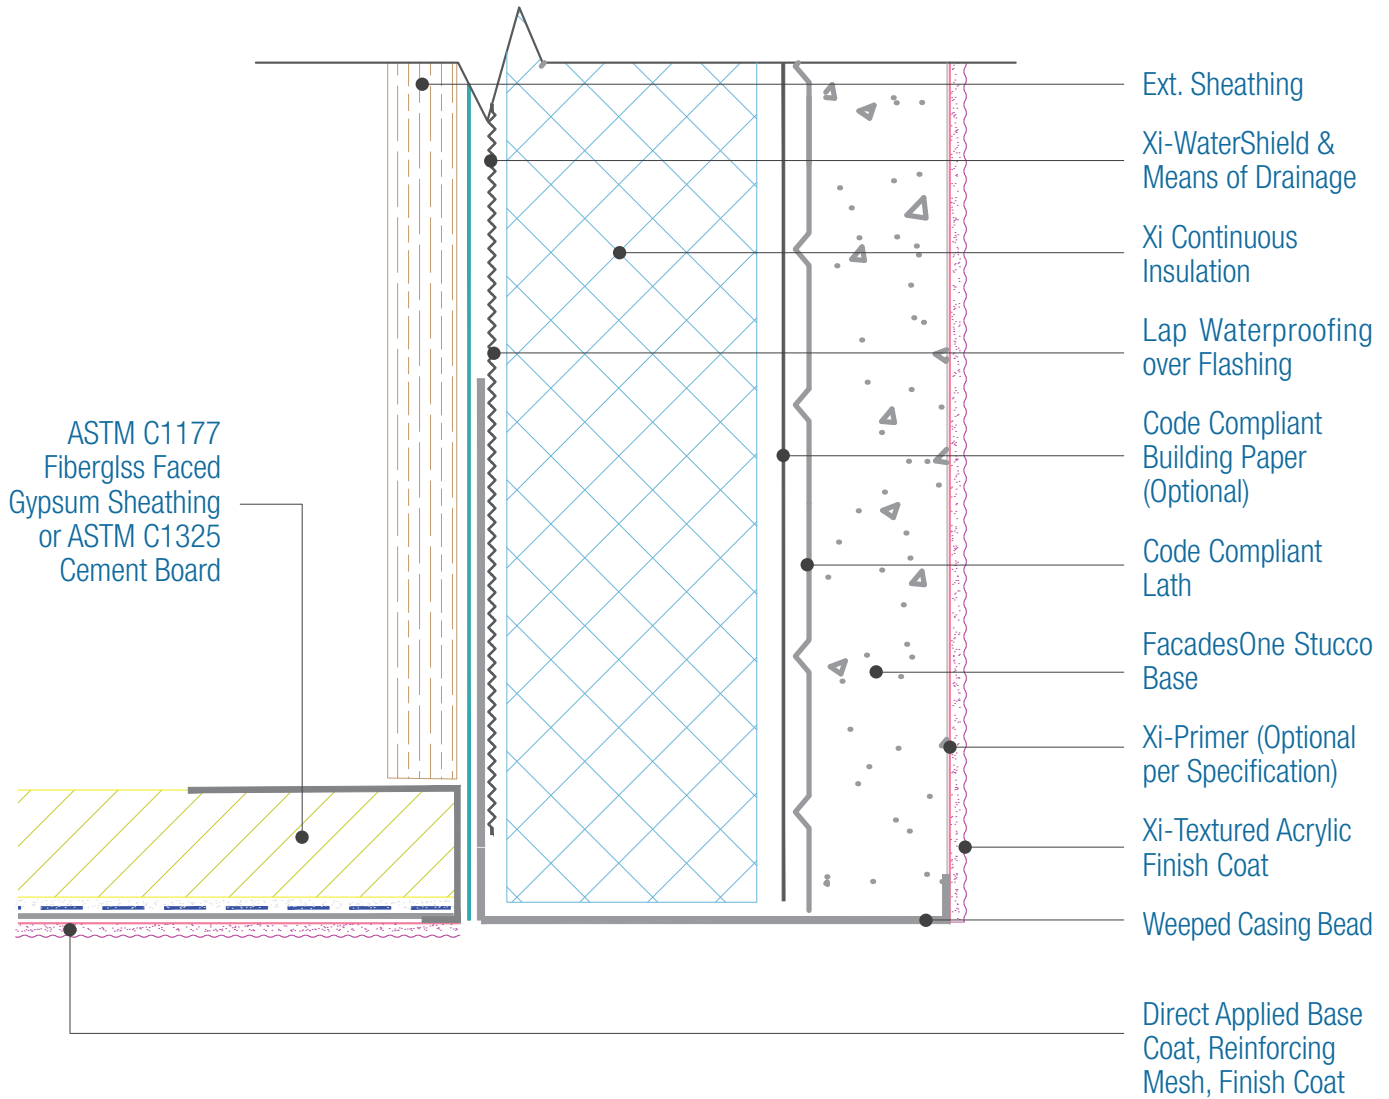 Ext. Sheathing
Xi-WaterShield &
Means of Drainage
Xi Continuous
Insulation
Lap Waterproofing
over Flashing
Code Compliant
Building Paper
(Optional)
Code Compliant
Lath
FacadesOne Stucco
Base
Xi-Primer (Optional
per Specification)
Xi-Textured Acrylic
Finish Coat
Weeped Casing Bead
Direct Applied Base
Coat, Reinforcing
Mesh, Finish Coat
ASTM C1177
Fiberglss Faced
Gypsum Sheathing
or ASTM C1325
Cement Board